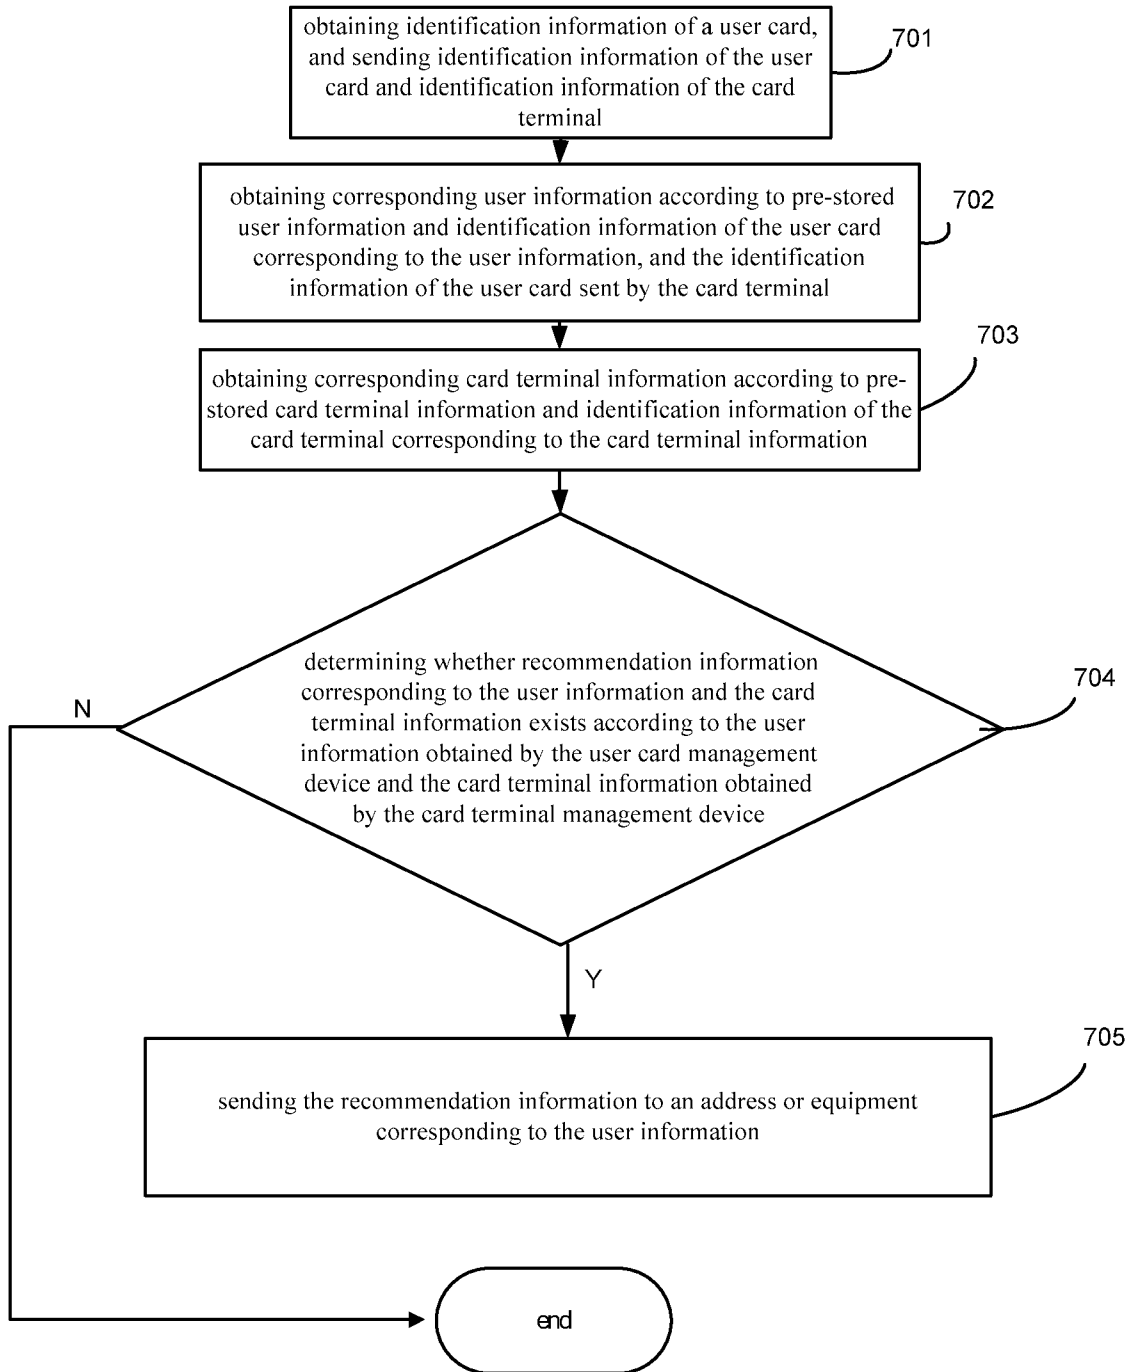 obtaining identification information of a user card,
and sending identification information of the user
card and identification information of the card
terminal
701
obtaining corresponding user information according to pre-stored
user information and identification information of the user card
corresponding to the user information, and the identification
information of the user card sent by the card terminal
702
obtaining corresponding card terminal information according to pre-
stored card terminal information and identification information of the
card terminal corresponding to the card terminal information
703
determining whether recommendation information
corresponding to the user information and the card
terminal information exists according to the user
information obtained by the user card management
device and the card terminal information obtained
by the card terminal management device
704
N
Y
sending the recommendation information to an address or equipment
corresponding to the user information
705
end